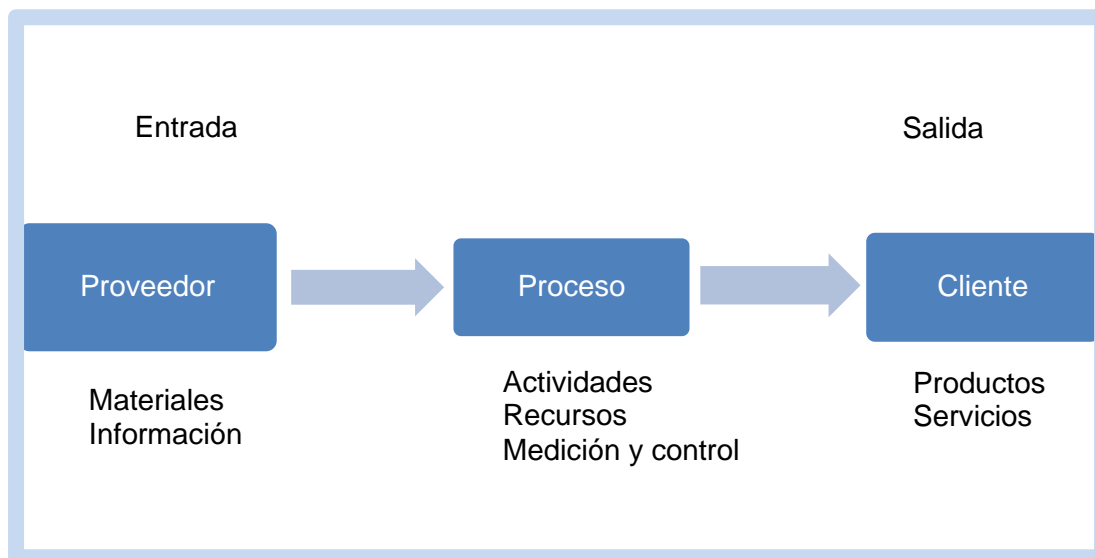 Entrada
Salida
Proveedor
Proceso
Cliente
Materiales
Información
Actividades
Recursos
Medición y control
Productos
Servicios